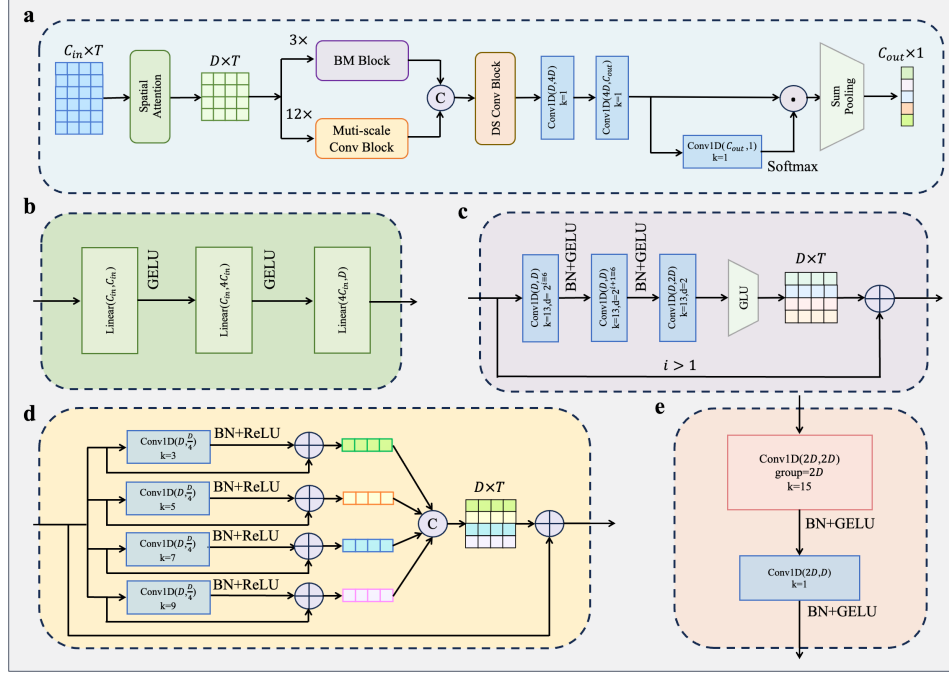 a
C_in×T
D×T
3×
BM Block
12×
Muti-scale
Conv Block
Spatial
Attention
C
DS Conv Block
Conv1D(D,4D)
k=1
Conv1D(4D,C_out)
k=1
Conv1D(C_out,1)
k=1
Softmax
Sum
Pooling
C_out×1
b
Linear(C_in,C_in)
GELU
Linear(C_in,4C_in)
GELU
Linear(4C_in,D)
c
Conv1D(D,D)
k=13,d= 2^i≡6
BN+GELU
Conv1D(D,D)
k=13,d=2^i+1≡6
BN+GELU
Conv1D(D,2D)
k=13,d=2
GLU
D×T
i > 1
d
Conv1D(D,D/4)
k=3
BN+ReLU
Conv1D(D,D/4)
k=5
BN+ReLU
Conv1D(D,D/4)
k=7
BN+ReLU
Conv1D(D,D/4)
k=9
BN+ReLU
C
D×T
e
Conv1D(2D,2D)
group=2D
k=15
BN+GELU
Conv1D(2D,D)
k=1
BN+GELU